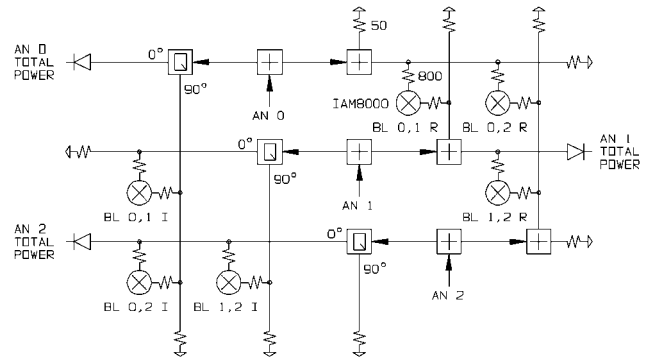 50
AN 0
TOTAL
POWER
0°
90°
AN 0
800
IAM8000
BL 0,1 R
BL 0,2 R
AN 1
TOTAL
POWER
0°
90°
AN 1
BL 0,1 I
BL 1,2 R
AN 2
TOTAL
POWER
0°
90°
AN 2
BL 0,2 I
BL 1,2 I